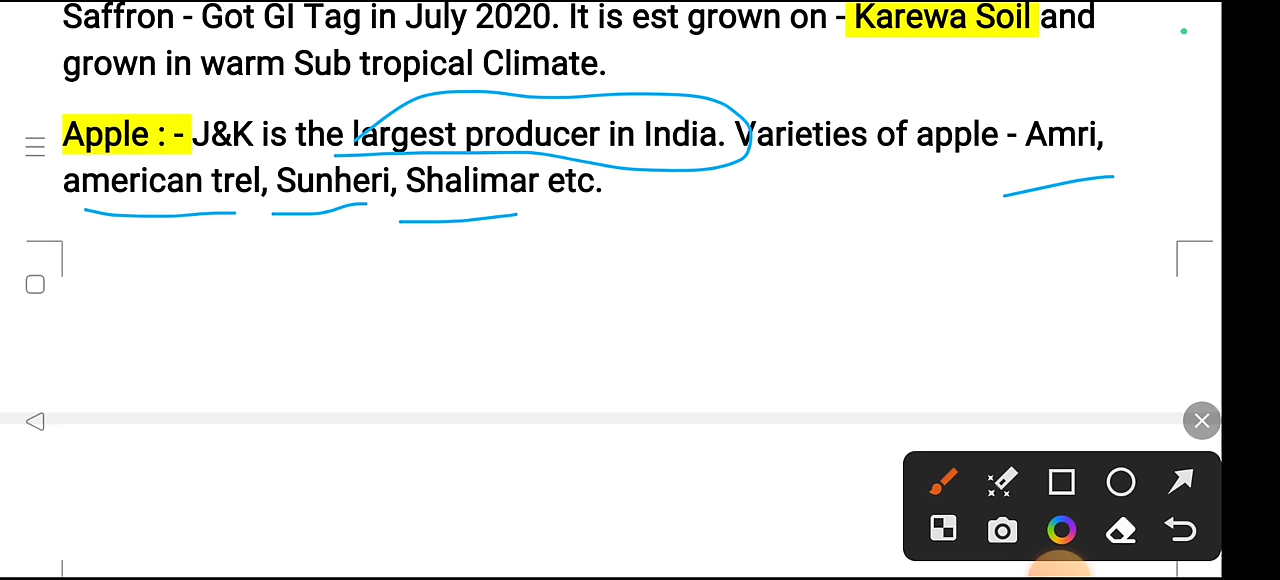 Saffron - Got GI Tag in July 2020. It is est grown on - Karewa Soil and
grown in warm Sub tropical Climate.
Apple : - J&K is the largest producer in India. Varieties of apple - Amri,
american trel, Sunheri, Shalimar etc.